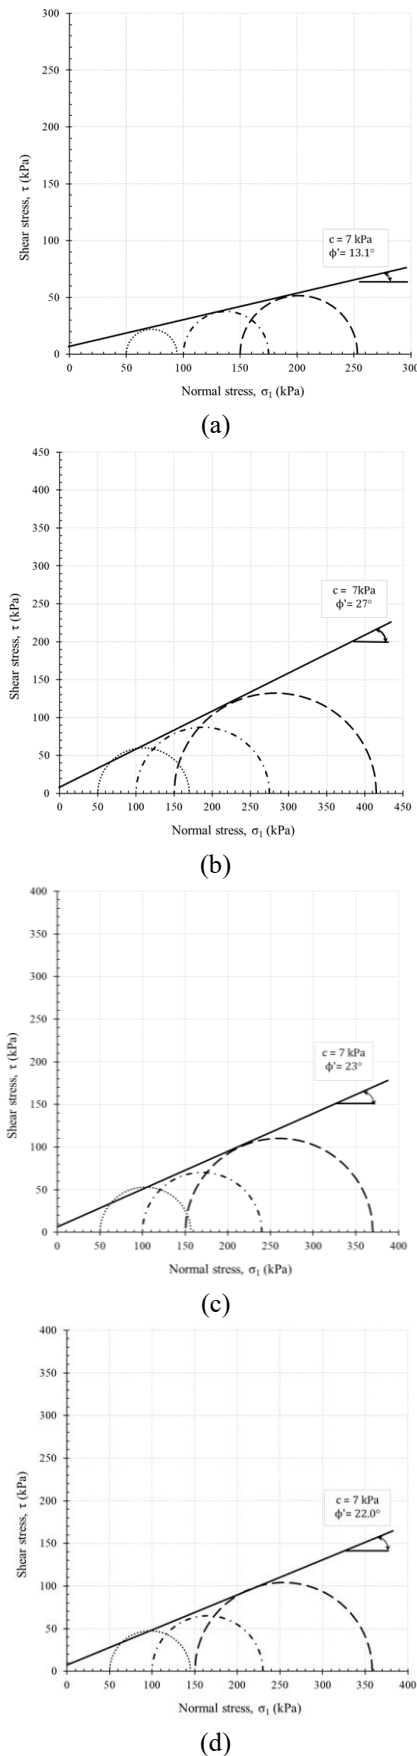 300
250
200
150
100
50
0
Shear stress, τ (kPa)
c = 7 kPa
ϕ'= 13.1°
0 50 100 150 200 250 300
Normal stress, σ₁ (kPa)
(a)
450
400
350
300
250
200
150
100
50
0
Shear stress, τ (kPa)
c = 7kPa
ϕ'= 27°
0 50 100 150 200 250 300 350 400 450
Normal stress, σ₁ (kPa)
(b)
400
350
300
250
200
150
100
50
0
Shear stress, τ (kPa)
c = 7 kPa
ϕ'= 23°
0 50 100 150 200 250 300 350 400
Normal stress, σ₁ (kPa)
(c)
400
350
300
250
200
150
100
50
0
Shear stress, τ (kPa)
c = 7 kPa
ϕ'= 22.0°
0 50 100 150 200 250 300 350 400
Normal stress, σ₁ (kPa)
(d)